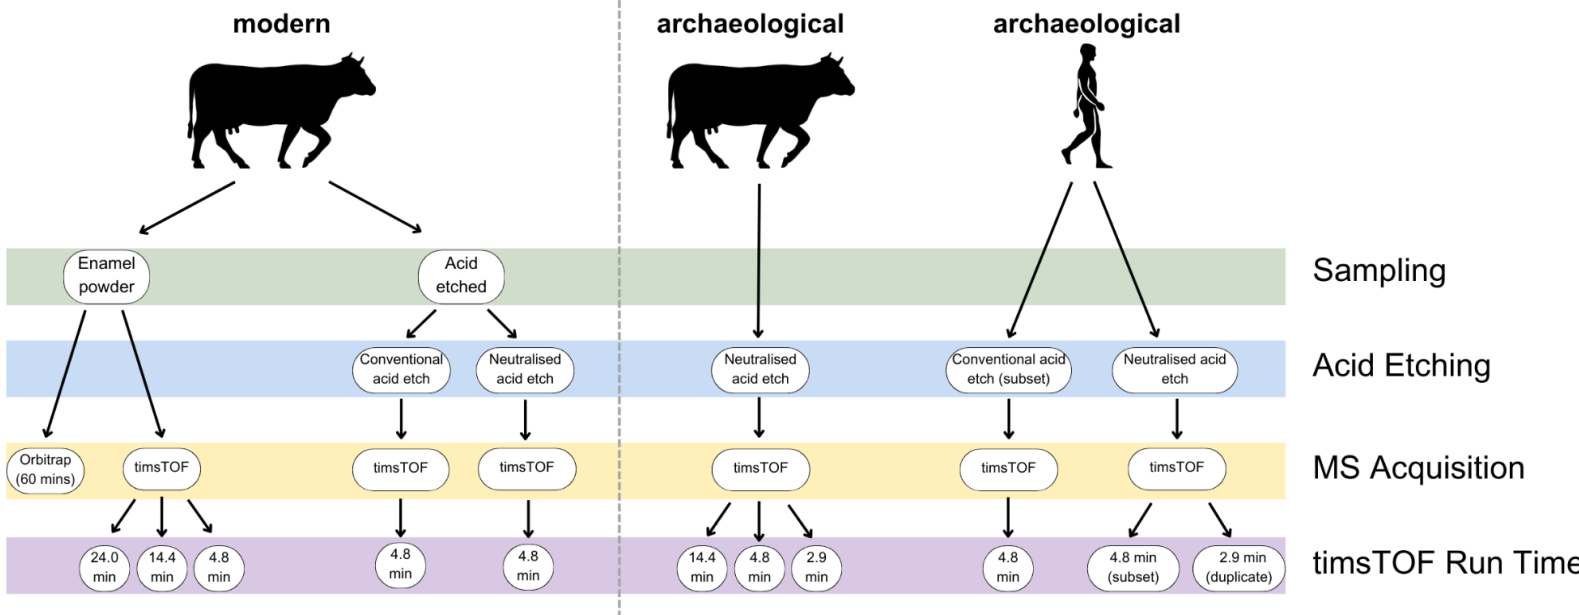 modern
archaeological
archaeological
Enamel
powder
Acid
etched
Sampling
Conventional
acid etch
Neutralised
acid etch
Neutralised
acid etch
Conventional acid
etch (subset)
Neutralised acid
etch
Acid Etching
Orbitrap
(60 mins)
timsTOF
timsTOF
timsTOF
timsTOF
timsTOF
timsTOF
MS Acquisition
24.0
min
14.4
min
4.8
min
4.8
min
4.8
min
14.4
min
4.8
min
2.9
min
4.8
min
4.8 min
(subset)
2.9 min
(duplicate)
timsTOF Run Time